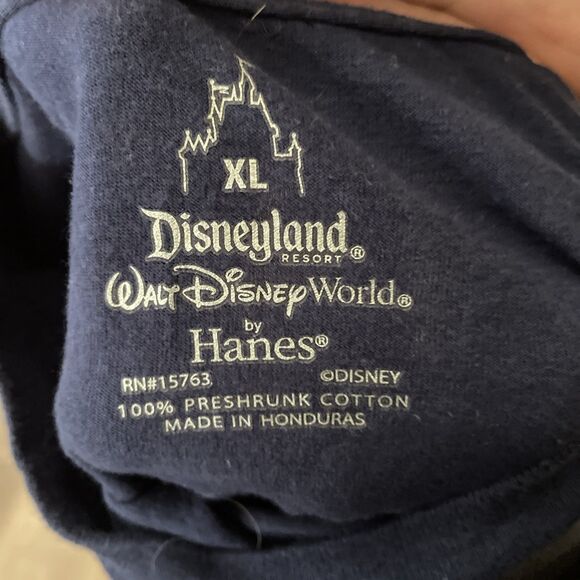 XL
Disneyland®
RESORT
Walt Disney World®
by
Hanes®
RN#15763 ©DISNEY
100% PRESHRUNK COTTON
MADE IN HONDURAS